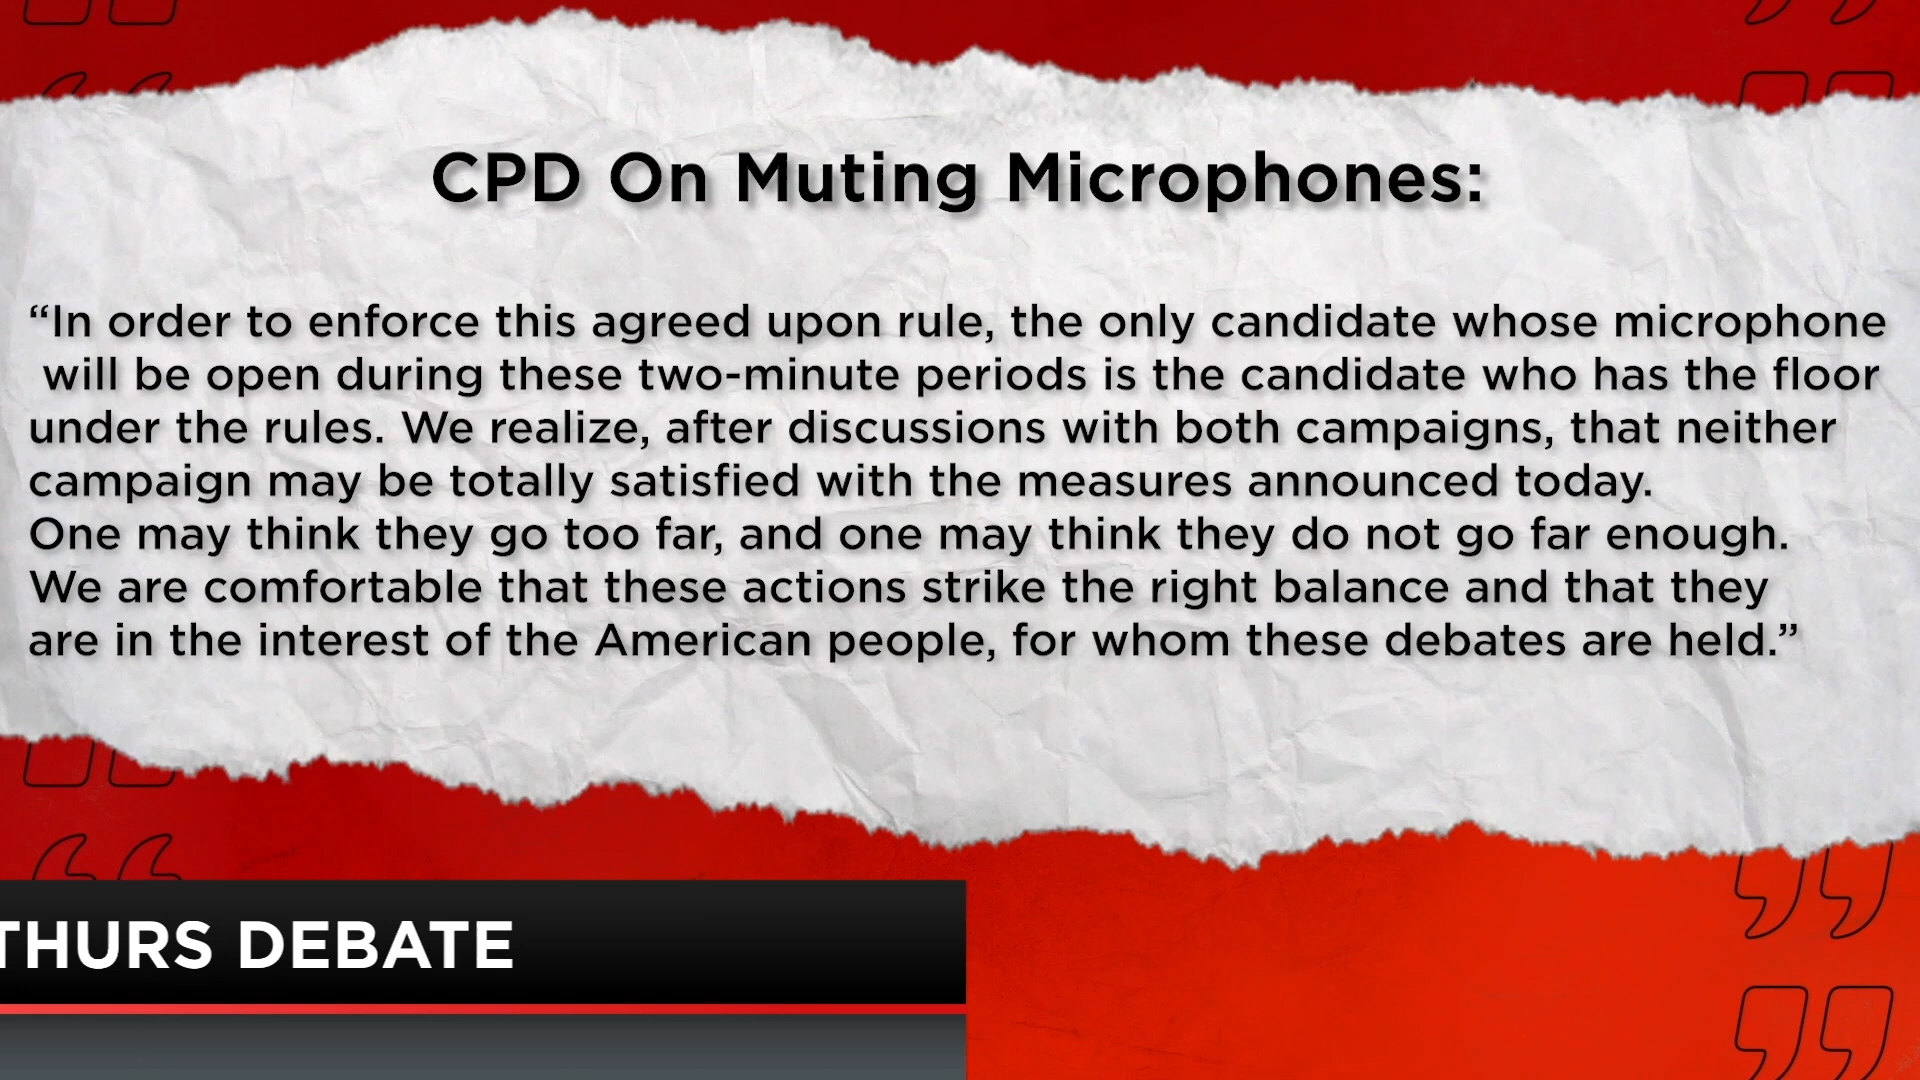 CPD On Muting Microphones:
“In order to enforce this agreed upon rule, the only candidate whose microphone
will be open during these two-minute periods is the candidate who has the floor
under the rules. We realize, after discussions with both campaigns, that neither
campaign may be totally satisfied with the measures announced today.
One may think they go too far, and one may think they do not go far enough.
We are comfortable that these actions strike the right balance and that they
are in the interest of the American people, for whom these debates are held.”
THURS DEBATE